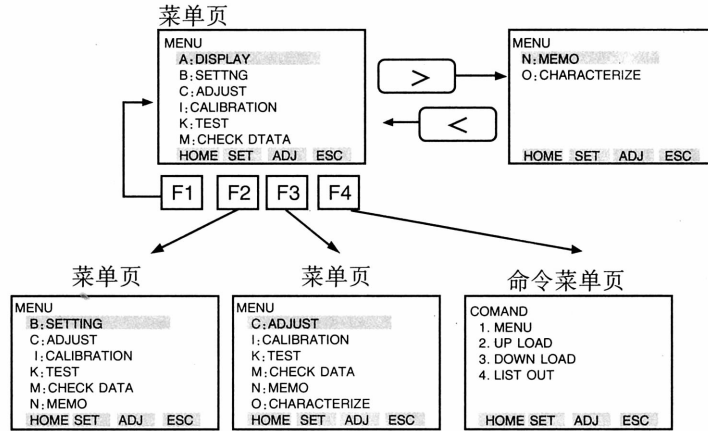 菜单页
MENU
A:DISPLAY
B:SETTNG
C:ADJUST
I:CALIBRATION
K:TEST
M:CHECK DTATA
HOME SET ADJ ESC
>
<
MENU
N:MEMO
O:CHARACTERIZE
HOME SET ADJ ESC
F1 F2 F3 F4
菜单页
MENU
B:SETTING
C:ADJUST
I:CALIBRATION
K:TEST
M:CHECK DATA
N:MEMO
HOME SET ADJ ESC
菜单页
MENU
C:ADJUST
I:CALIBRATION
K:TEST
M:CHECK DATA
N:MEMO
O:CHARACTERIZE
HOME SET ADJ ESC
命令菜单页
COMAND
1. MENU
2. UP LOAD
3. DOWN LOAD
4. LIST OUT
HOME SET ADJ ESC